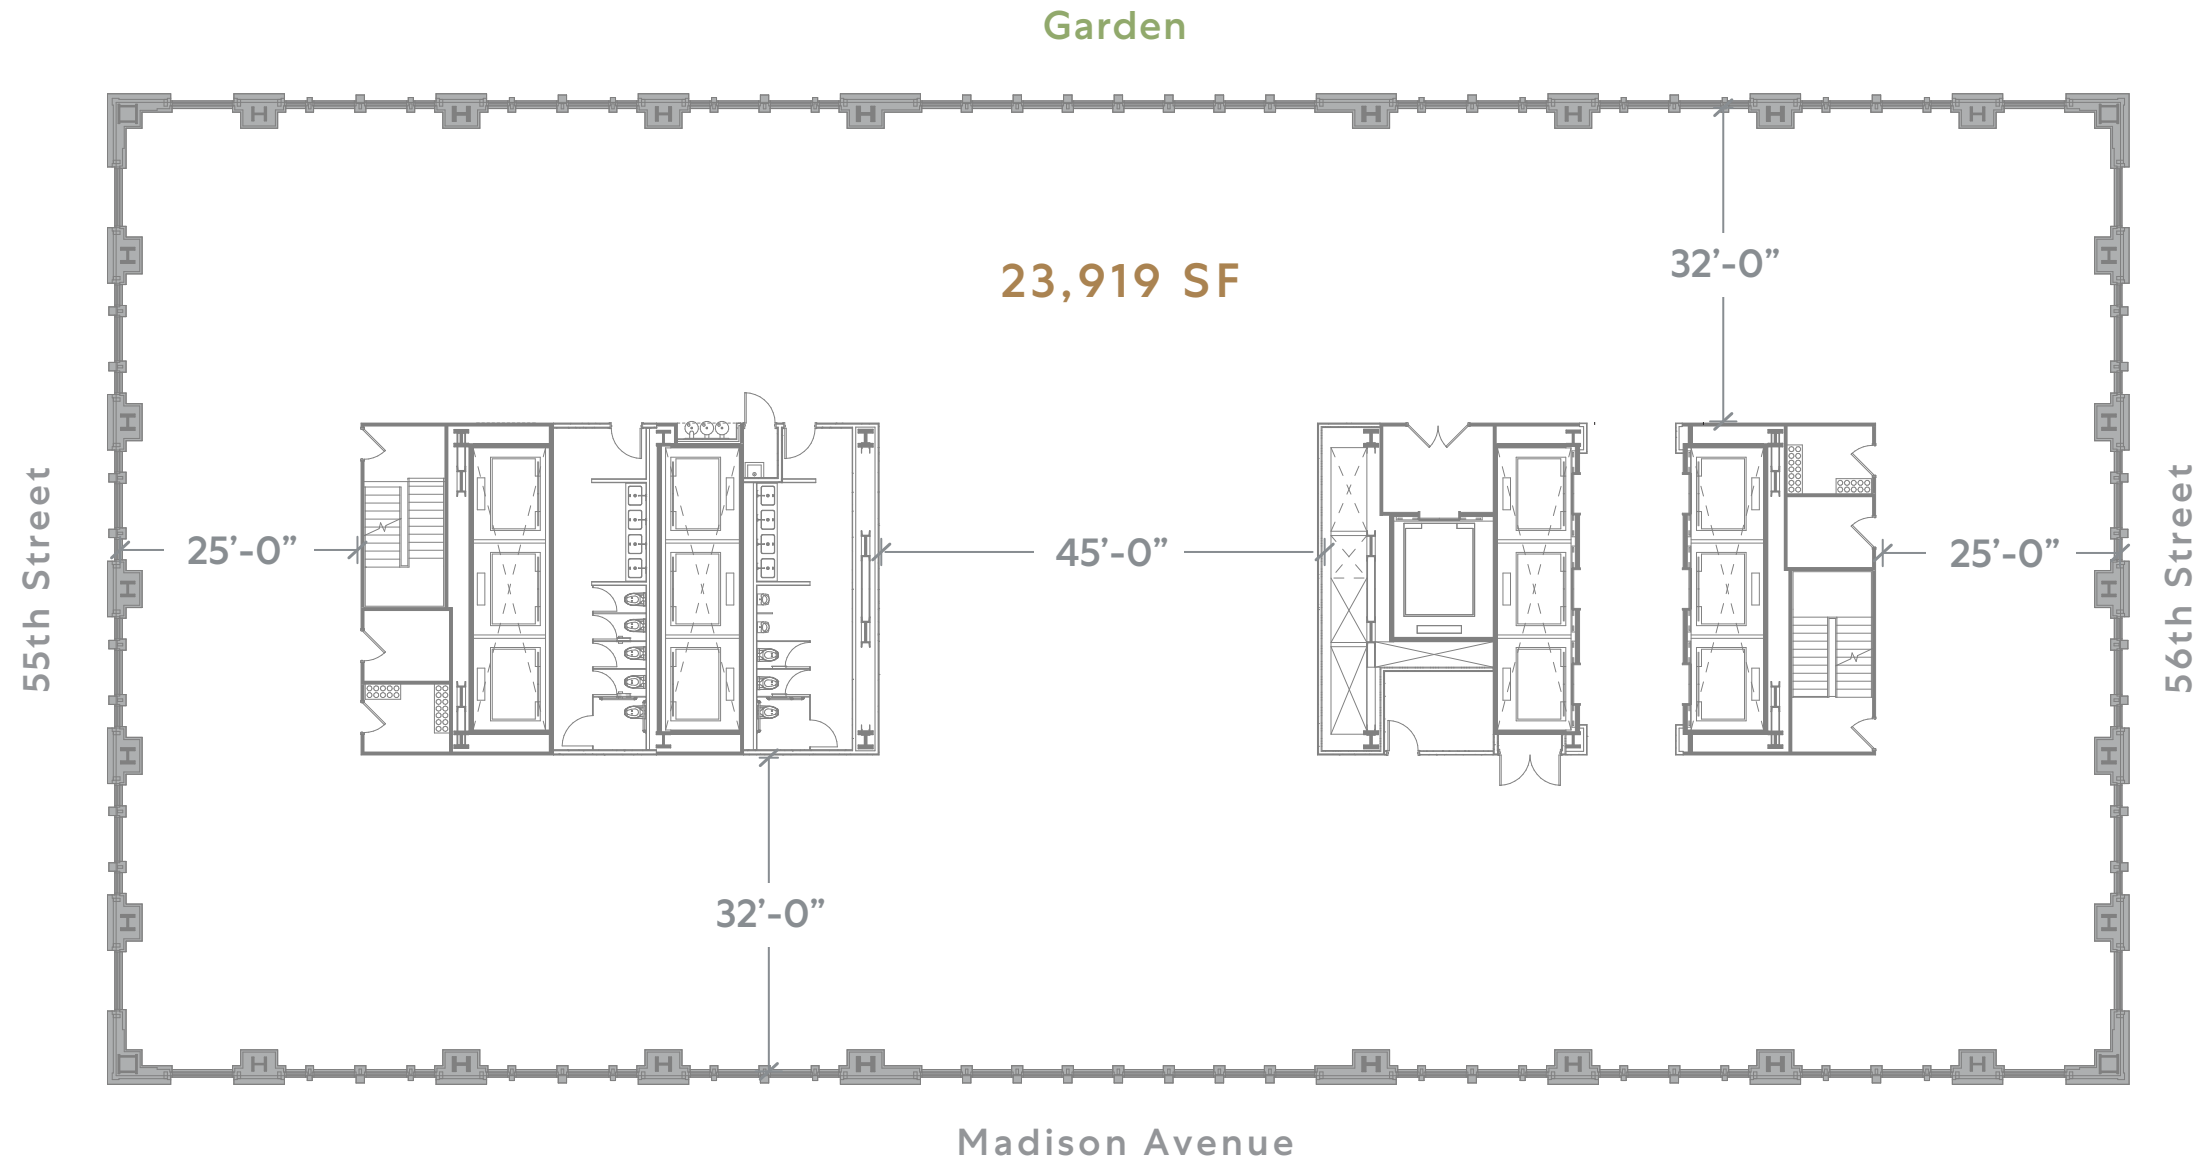 Garden
32’-0”
23,919 SF
55th Street
25’-0”
45’-0”
25’-0”
56th Street
32’-0”
Madison Avenue